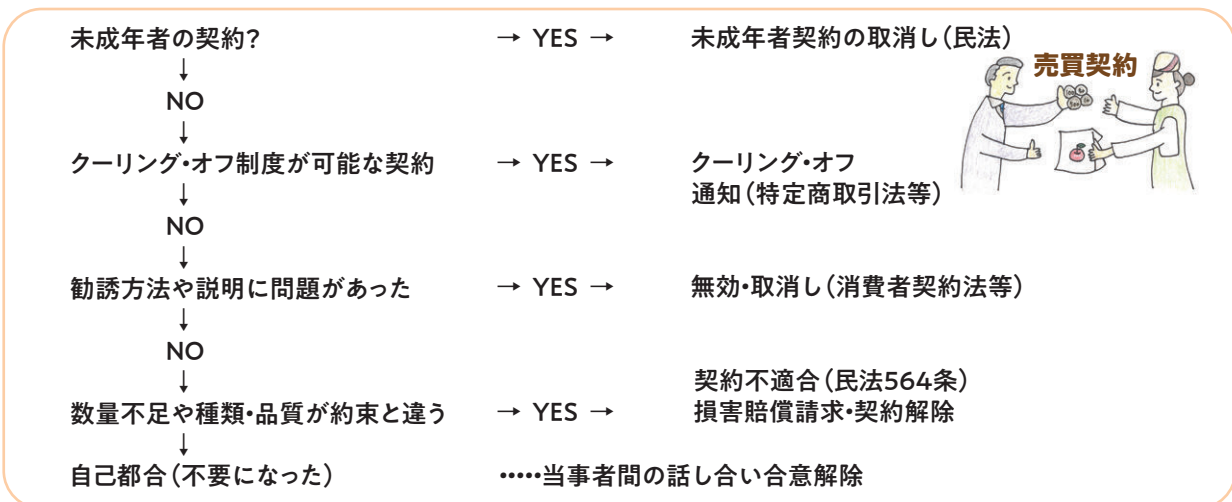 未成年者の契約? → YES → 未成年者契約の取消し(民法)
売買契約
↓
NO
↓
クーリング・オフ制度が可能な契約 → YES → クーリング・オフ
通知(特定商取引法等)
↓
NO
↓
勧誘方法や説明に問題があった → YES → 無効・取消し(消費者契約法等)
↓
NO
↓
契約不適合(民法564条)
数量不足や種類・品質が約束と違う → YES → 損害賠償請求・契約解除
↓
自己都合(不要になった) •••••当事者間の話し合い合意解除